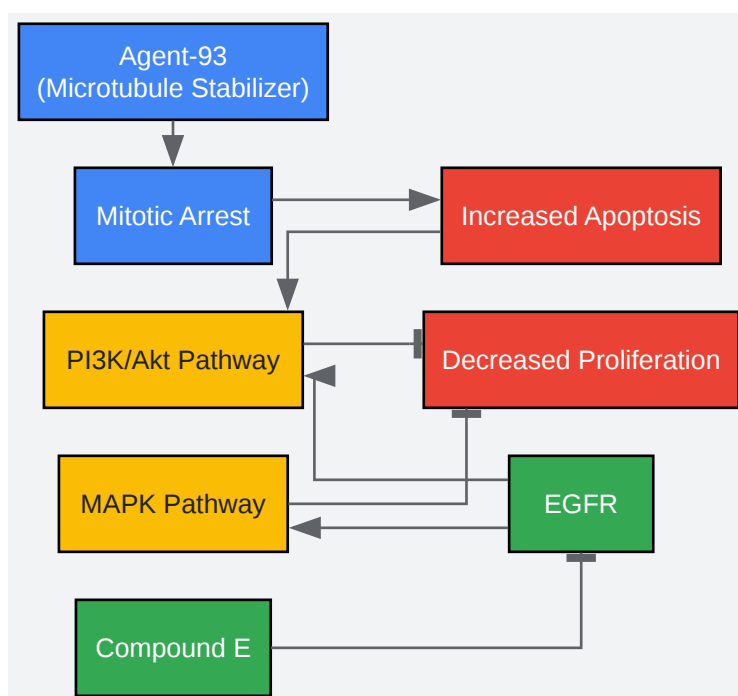 Agent-93
(Microtubule Stabilizer)
Mitotic Arrest
Increased Apoptosis
PI3K/Akt Pathway
Decreased Proliferation
MAPK Pathway
EGFR
Compound E